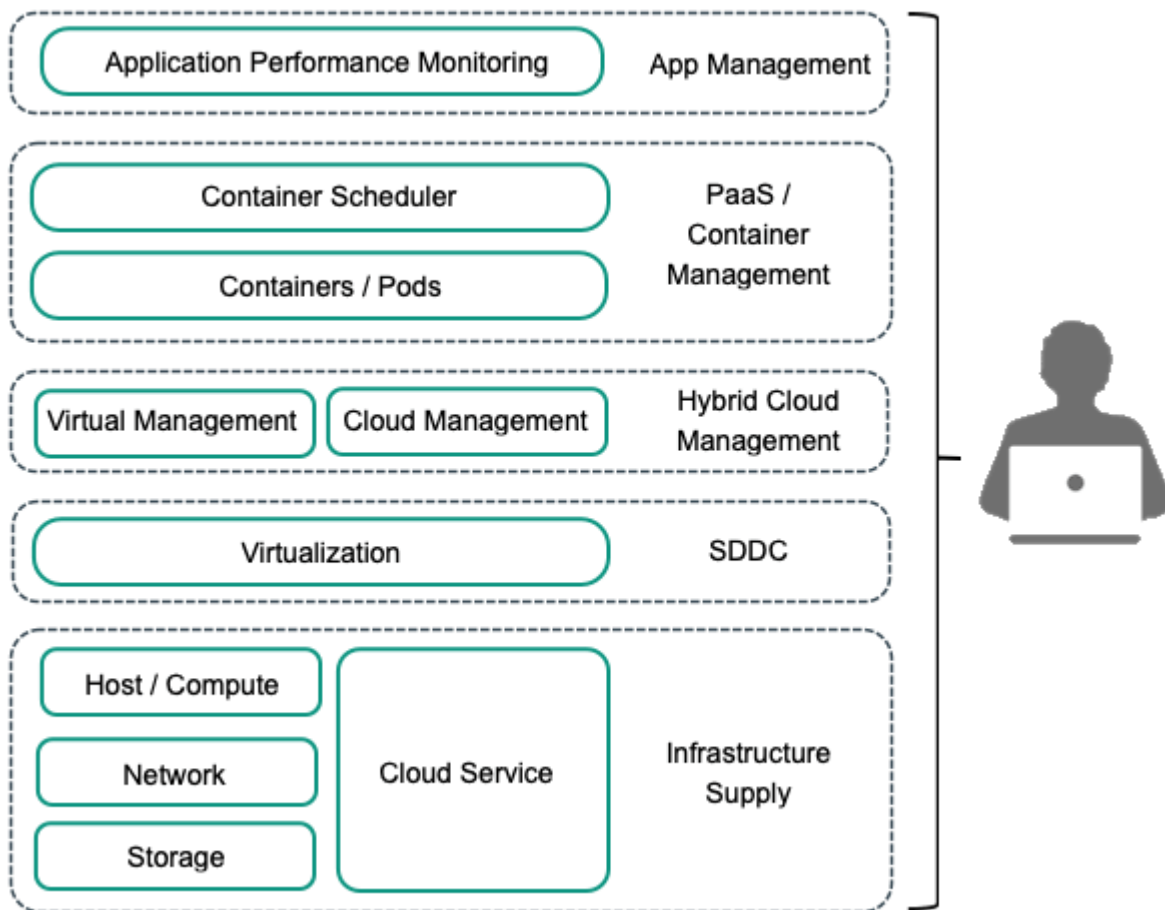 Application Performance Monitoring
App Management
Container Scheduler
Containers / Pods
PaaS /
Container
Management
Virtual Management
Cloud Management
Hybrid Cloud
Management
Virtualization
SDDC
Host / Compute
Network
Storage
Cloud Service
Infrastructure
Supply